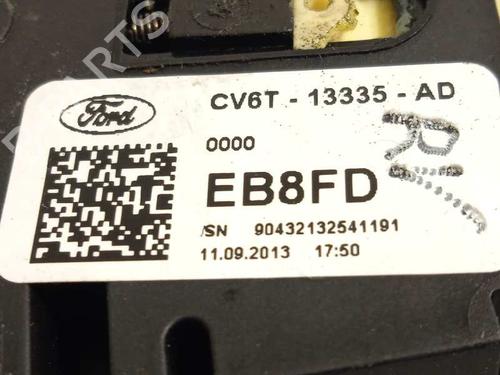 Ford
CV6T - 13335 - AD
0000
EB8FD
/SN 90432132541191
11.09.2013 17:50